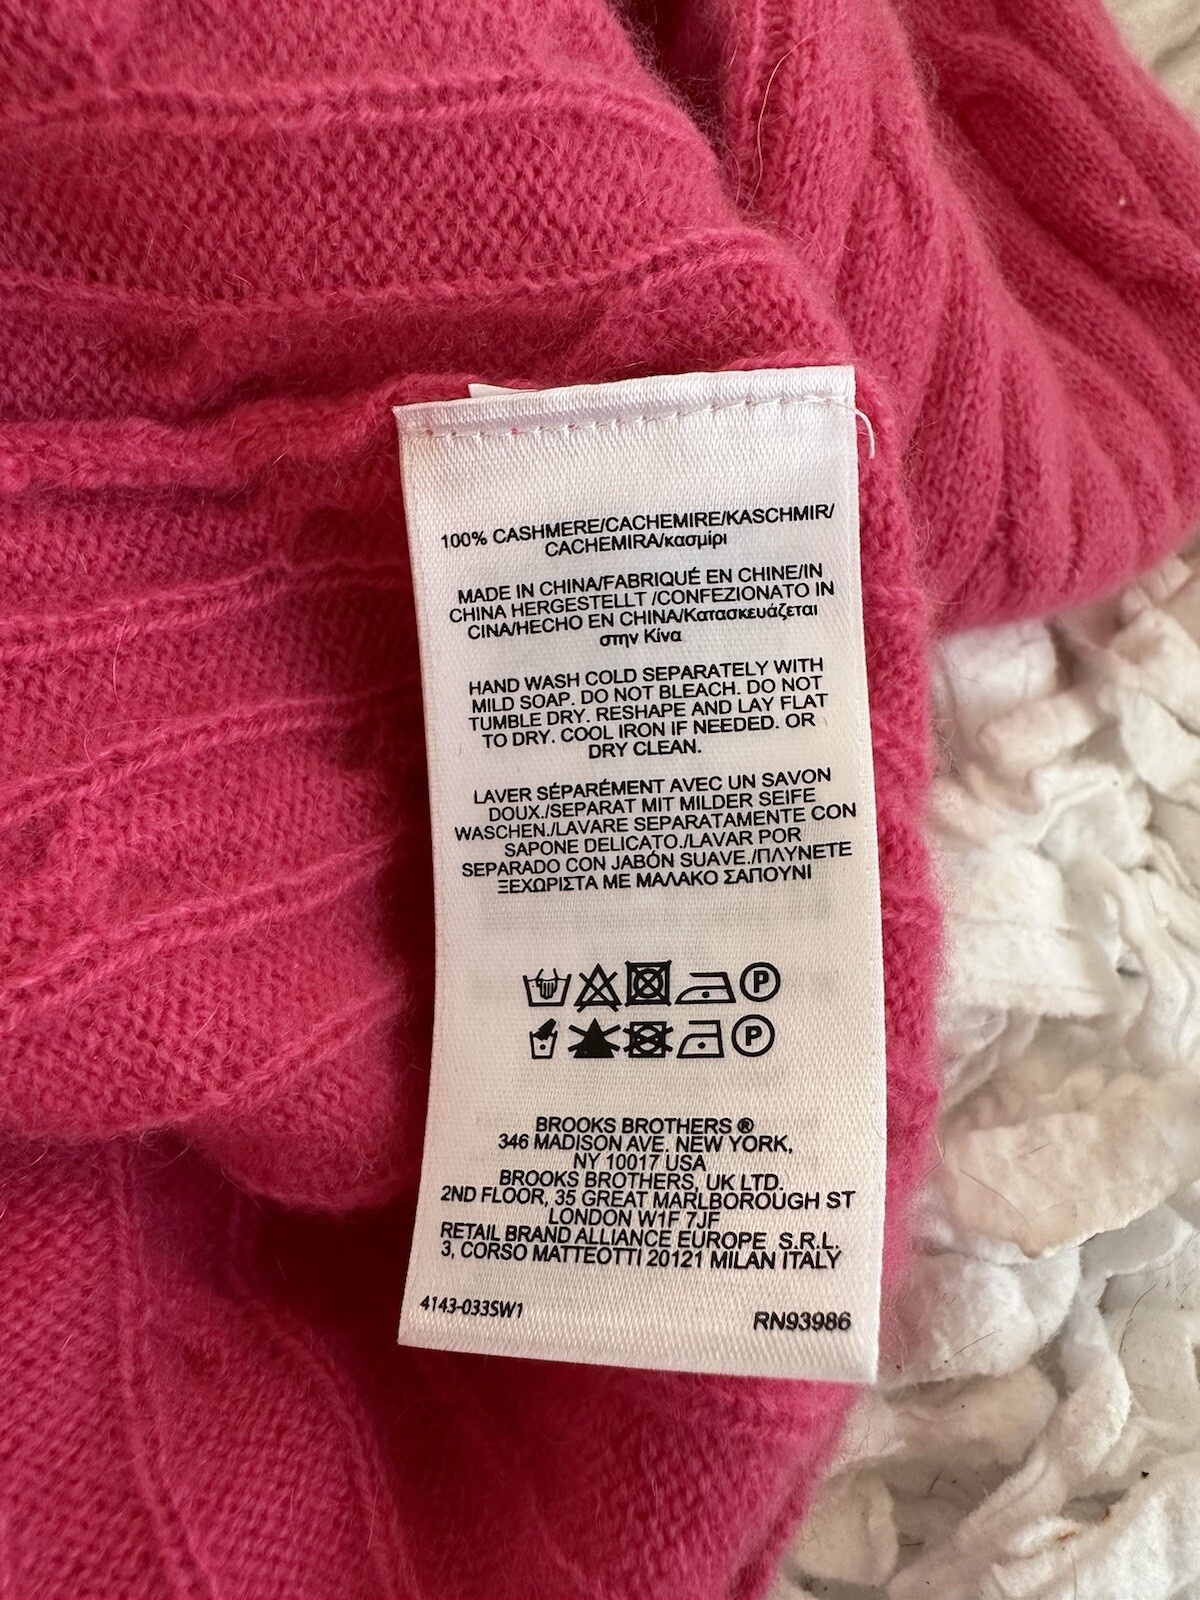 100% CASHMERE/CACHEMIRE/KASCHMIR/
CACHEMIRA/κασμίρι
MADE IN CHINA/FABRIQUÉ EN CHINE/IN
CHINA HERGESTELLT /CONFEZIONATO IN
CINA/HECHO EN CHINA/Κατασκευάζεται
στην Κίνα
HAND WASH COLD SEPARATELY WITH
MILD SOAP. DO NOT BLEACH. DO NOT
TUMBLE DRY. RESHAPE AND LAY FLAT
TO DRY. COOL IRON IF NEEDED. OR
DRY CLEAN.
LAVER SÉPARÉMENT AVEC UN SAVON
DOUX./SEPARAT MIT MILDER SEIFE
WASCHEN./LAVARE SEPARATAMENTE CON
SAPONE DELICATO./LAVAR POR
SEPARADO CON JABÓN SUAVE./ΠΛΥΝΕΤΕ
ΞΕΧΩΡΙΣΤΑ ΜΕ ΜΑΛΑΚΟ ΣΑΠΟΥΝΙ
P
P
BROOKS BROTHERS ®
346 MADISON AVE. NEW YORK,
NY 10017 USA
BROOKS BROTHERS, UK LTD.
2ND FLOOR, 35 GREAT MARLBOROUGH ST
LONDON W1F 7JF
RETAIL BRAND ALLIANCE EUROPE S.R.L.
3, CORSO MATTEOTTI 20121 MILAN ITALY
4143-033SW1 RN93986